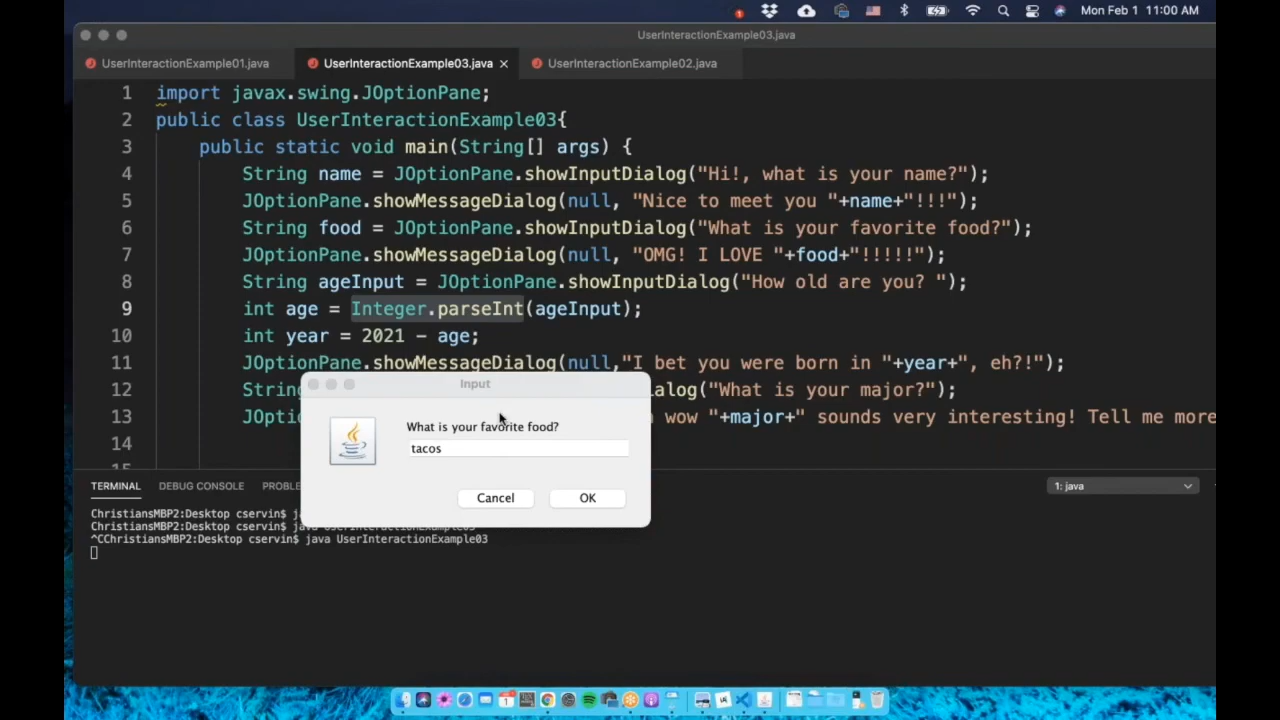 Mon Feb 1 11:00 AM
UserInteractionExample03.java
UserInteractionExample01.java UserInteractionExample03.java UserInteractionExample02.java
1 import javax.swing.JOptionPane;
2 public class UserInteractionExample03{
3 public static void main(String[] args) {
4 String name = JOptionPane.showInputDialog("Hi!, what is your name?");
5 JOptionPane.showMessageDialog(null, "Nice to meet you "+name+"!!!");
6 String food = JOptionPane.showInputDialog("What is your favorite food?");
7 JOptionPane.showMessageDialog(null, "OMG! I LOVE "+food+"!!!!!");
8 String ageInput = JOptionPane.showInputDialog("How old are you? ");
9 int age = Integer.parseInt(ageInput);
10 int year = 2021 - age;
11 JOptionPane.showMessageDialog(null,"I bet you were born in "+year+", eh?!");
12 String ialog("What is your major?");
13 JOptio wow "+major+" sounds very interesting! Tell me more
14
Input
What is your favorite food?
tacos
Cancel OK
TERMINAL DEBUG CONSOLE PROBLE 1: java
ChristiansMBP2:Desktop cservin$
ChristiansMBP2:Desktop cservin$ java UserInteractionExample03
^CChristiansMBP2:Desktop cservin$ java UserInteractionExample03